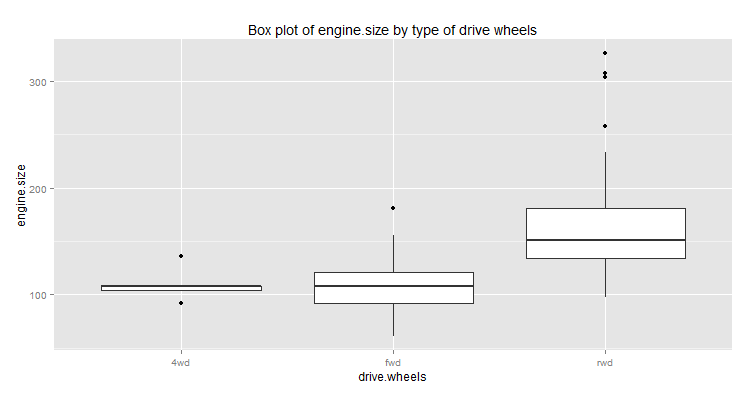 Box plot of engine.size by type of drive wheels
engine.size
300
200
100
4wd fwd rwd
drive.wheels